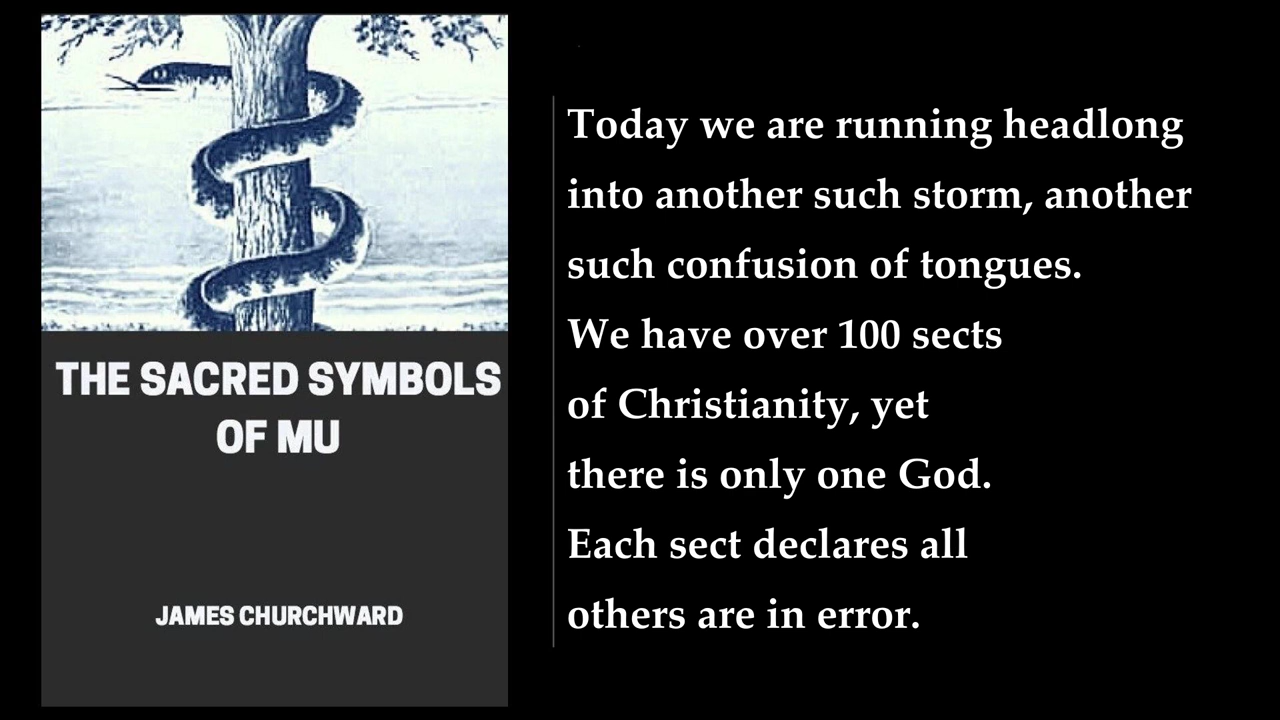 THE SACRED SYMBOLS
OF MU
JAMES CHURCHWARD
Today we are running headlong
into another such storm, another
such confusion of tongues.
We have over 100 sects
of Christianity, yet
there is only one God.
Each sect declares all
others are in error.